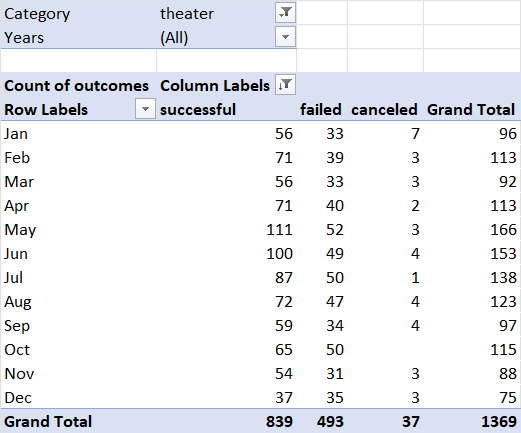 Category theater
Years (All)
Count of outcomes Column Labels
Row Labels successful failed canceled Grand Total
Jan 56 33 7 96
Feb 71 39 3 113
Mar 56 33 3 92
Apr 71 40 2 113
May 111 52 3 166
Jun 100 49 4 153
Jul 87 50 1 138
Aug 72 47 4 123
Sep 59 34 4 97
Oct 65 50 115
Nov 54 31 3 88
Dec 37 35 3 75
Grand Total 839 493 37 1369